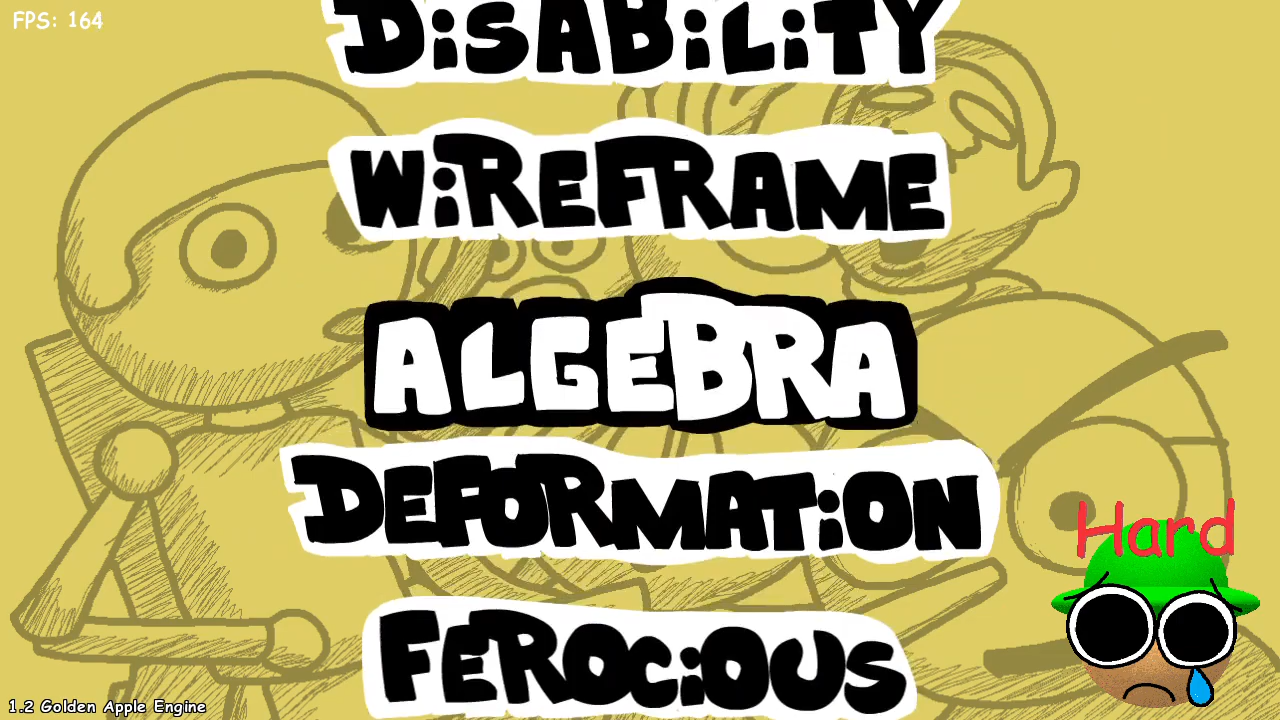 FPS: 164
DiSABiLiTY
WiREFRAME
ALGEBRA
DEFORMATiON
Hard
FEROCiOUS
1.2 Golden Apple Engine